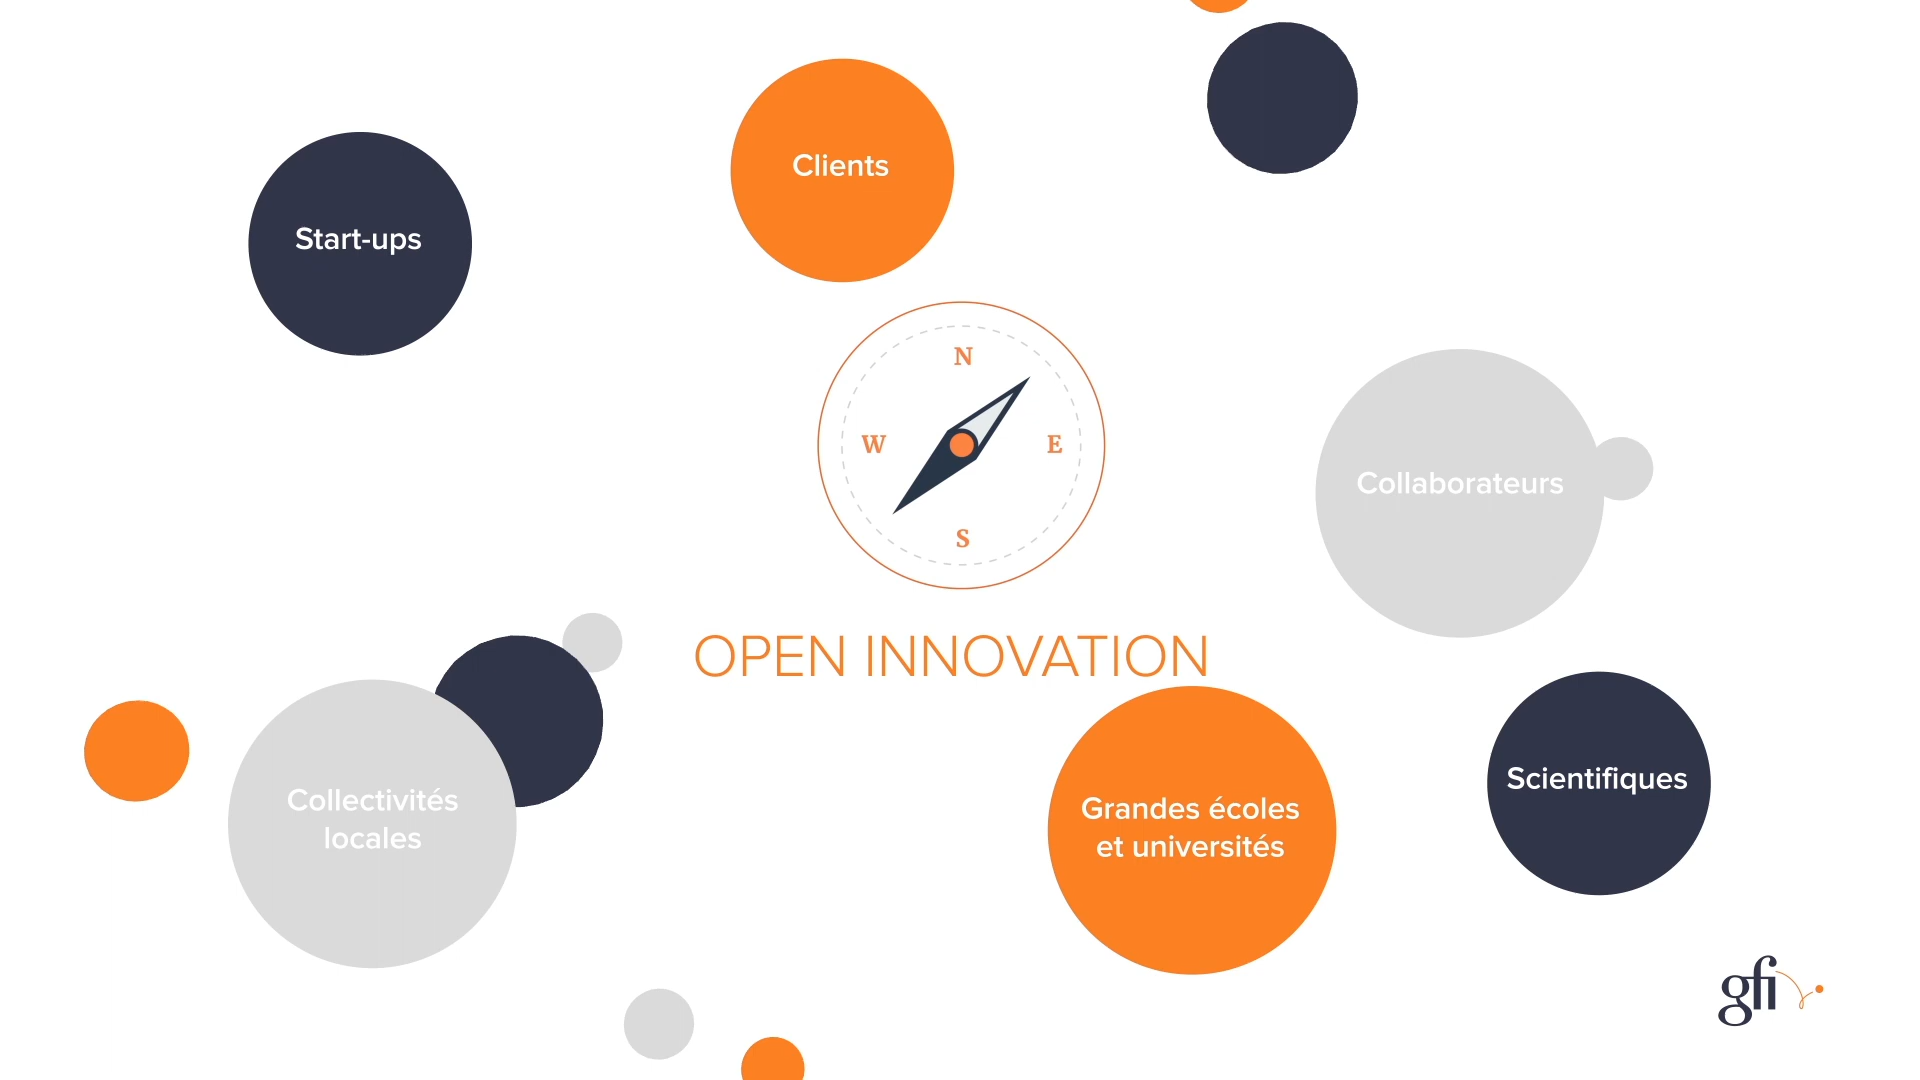 Clients
Start-ups
N
W
E
S
Collaborateurs
OPEN INNOVATION
Collectivités
locales
Grandes écoles
et universités
Scientifiques
gfi